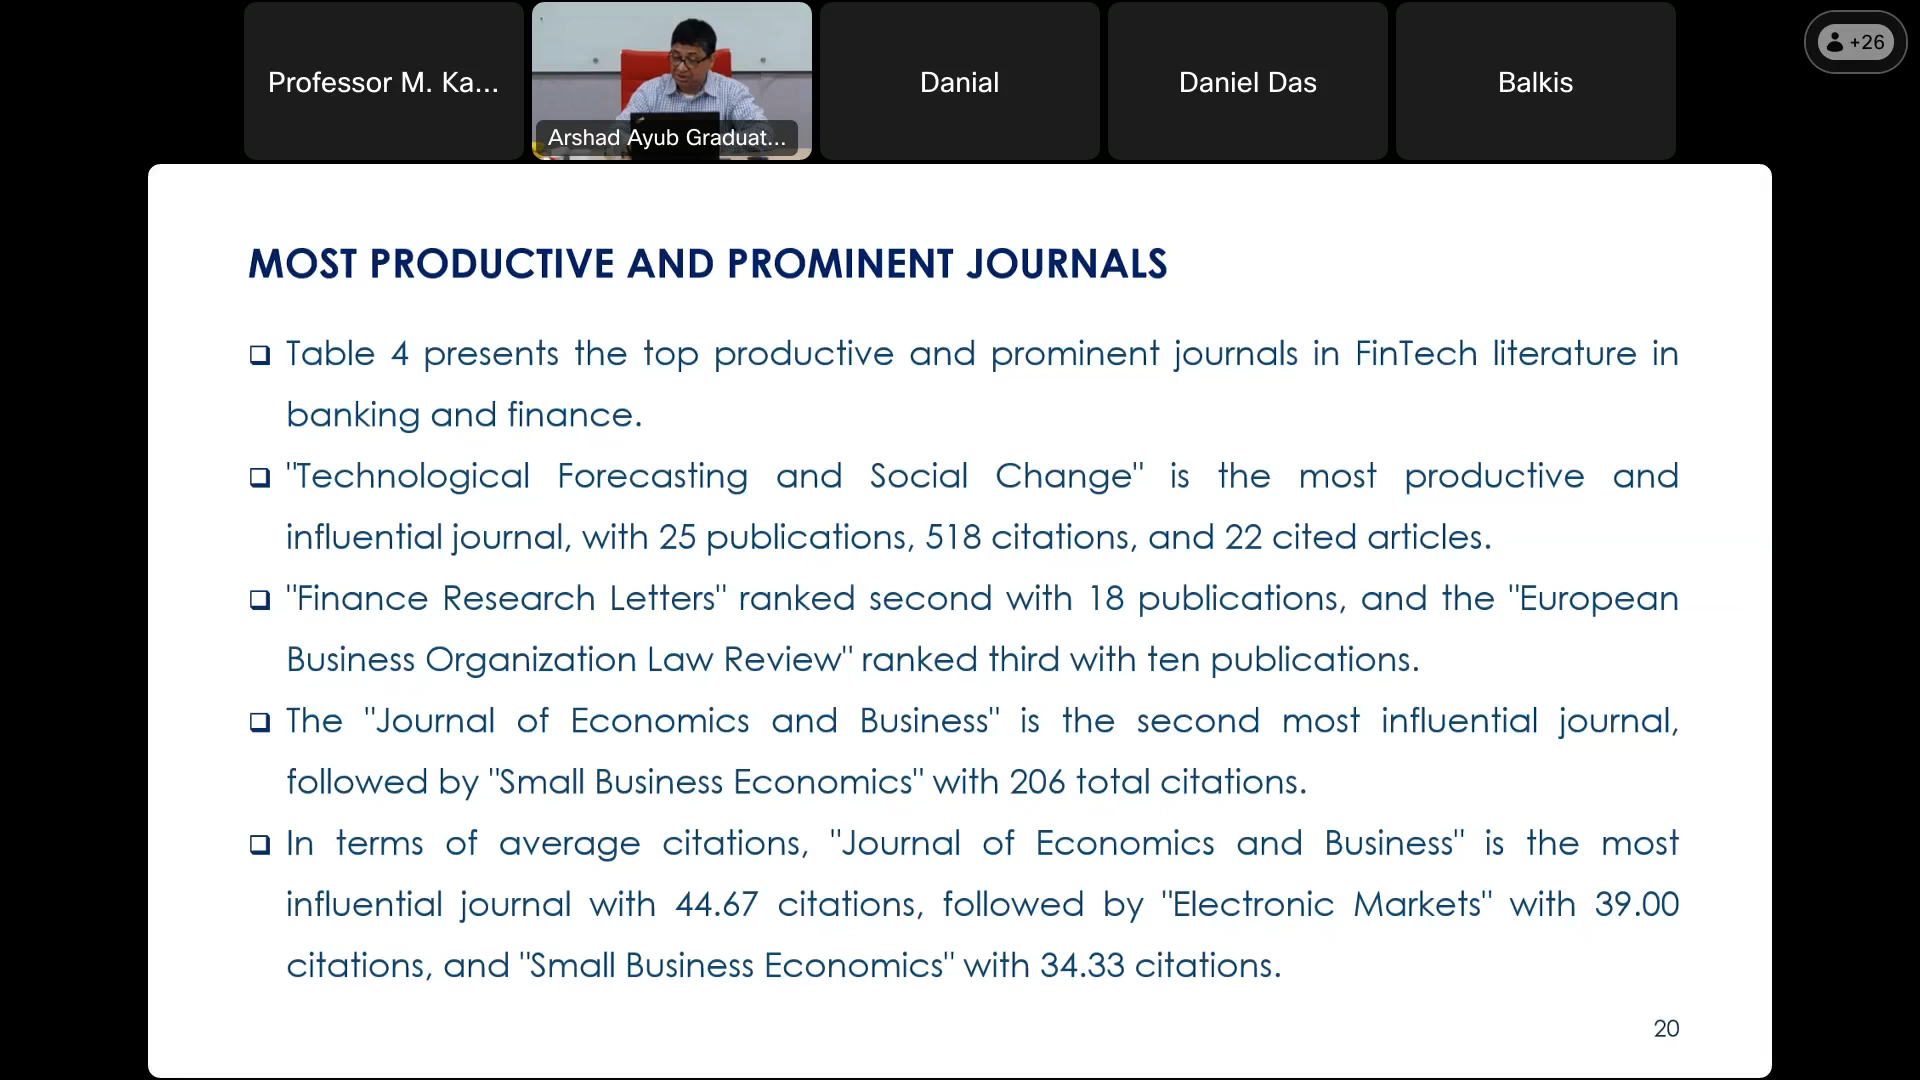 Professor M. Ka...
Arshad Ayub Graduat...
Danial
Daniel Das
Balkis
+26
MOST PRODUCTIVE AND PROMINENT JOURNALS
Table 4 presents the top productive and prominent journals in FinTech literature in
banking and finance.
"Technological Forecasting and Social Change" is the most productive and
influential journal, with 25 publications, 518 citations, and 22 cited articles.
"Finance Research Letters" ranked second with 18 publications, and the "European
Business Organization Law Review" ranked third with ten publications.
The "Journal of Economics and Business" is the second most influential journal,
followed by "Small Business Economics" with 206 total citations.
In terms of average citations, "Journal of Economics and Business" is the most
influential journal with 44.67 citations, followed by "Electronic Markets" with 39.00
citations, and "Small Business Economics" with 34.33 citations.
20